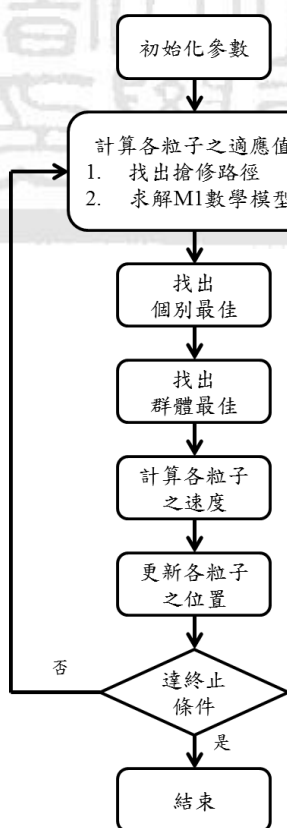 初始化參數
計算各粒子之適應值
1. 找出搶修路徑
2. 求解M1數學模型
找出
個別最佳
找出
群體最佳
計算各粒子
之速度
更新各粒子
之位置
達終止
條件
否
是
結束